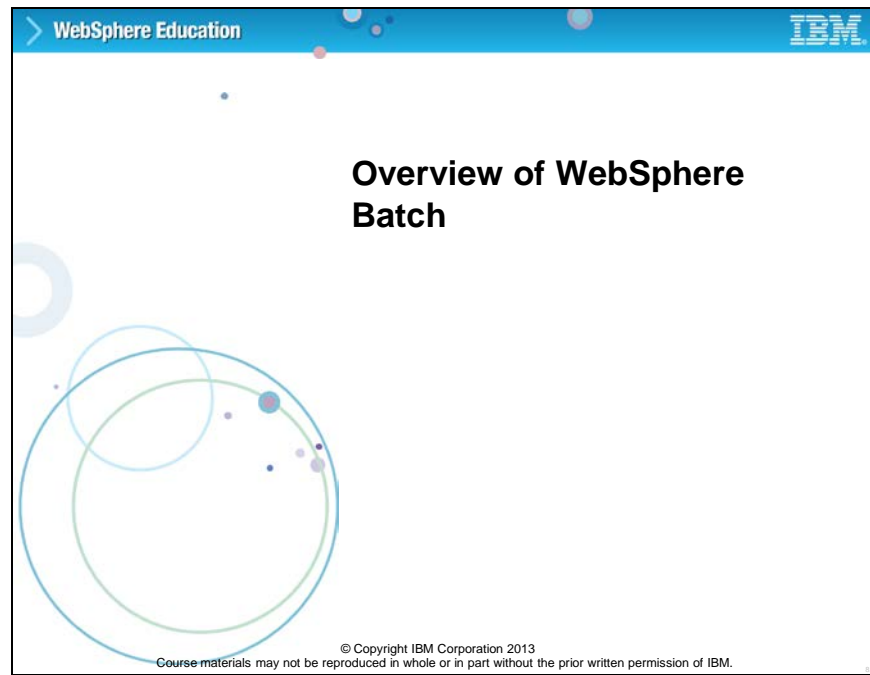 WebSphere Education
IBM®
Overview of WebSphere
Batch
© Copyright IBM Corporation 2013
Course materials may not be reproduced in whole or in part without the prior written permission of IBM.